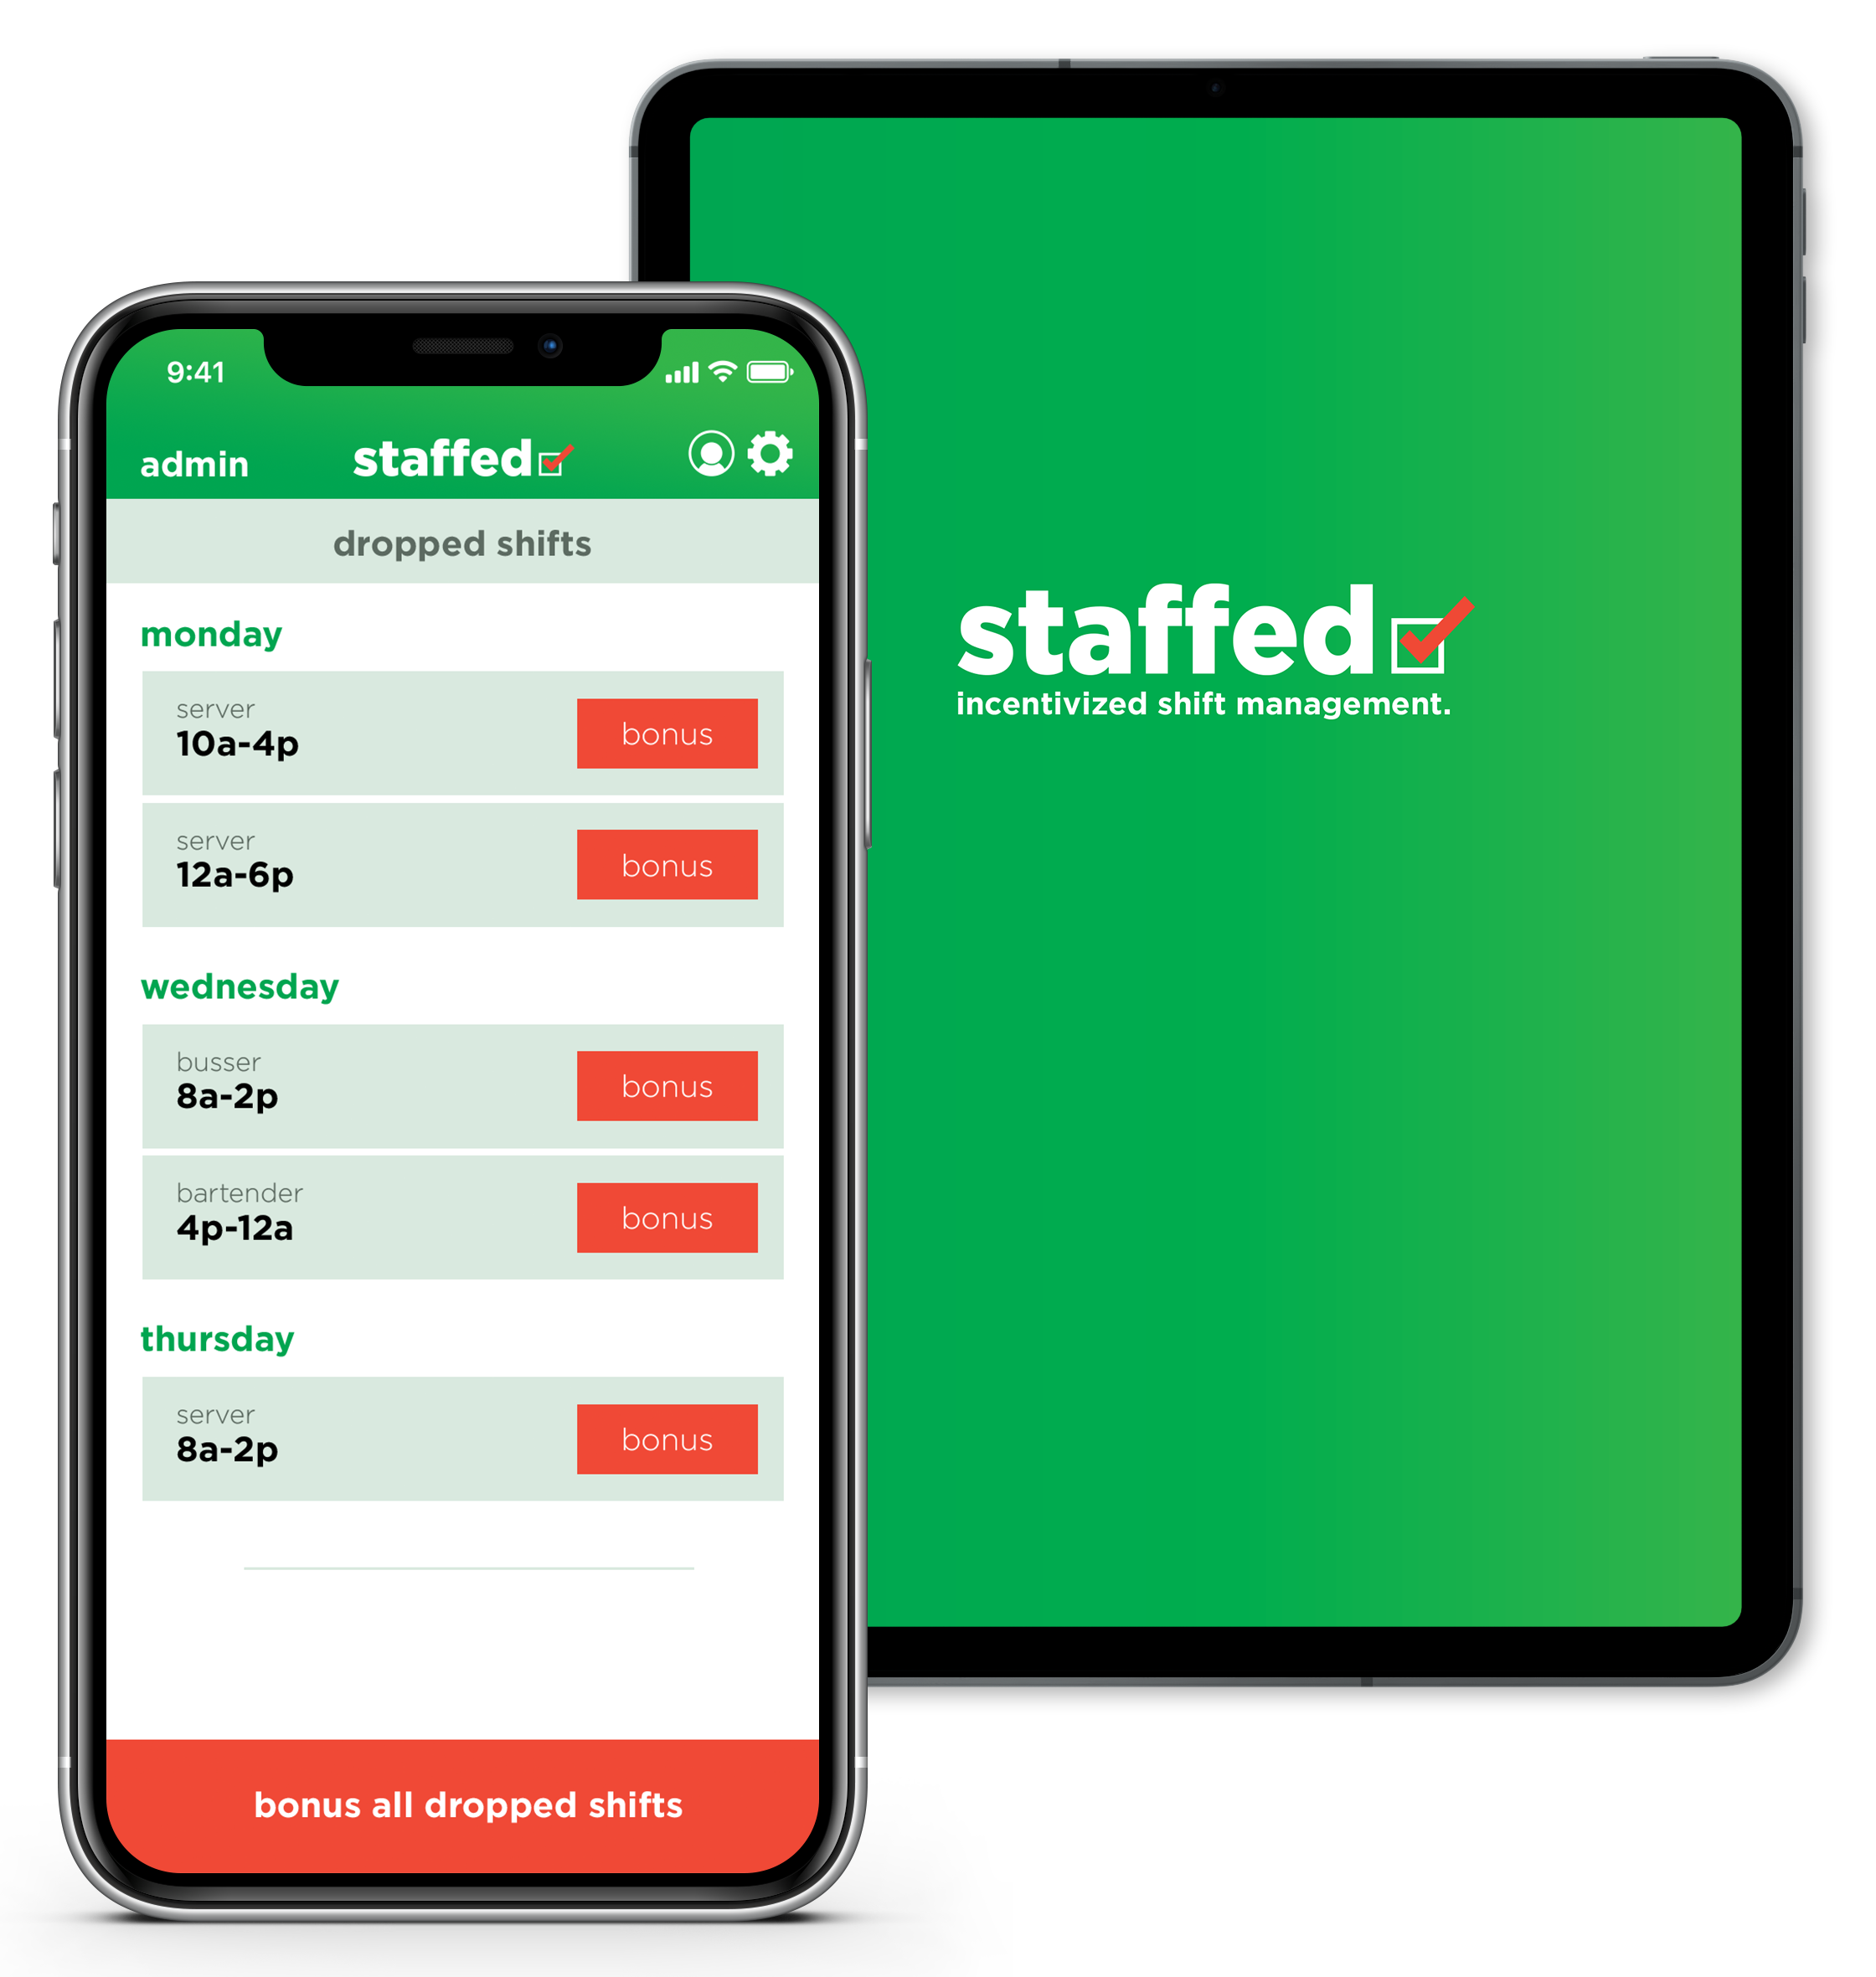 9:41
admin
staffed
dropped shifts
monday
server
10a-4p
bonus
server
12a-6p
bonus
wednesday
busser
8a-2p
bonus
bartender
4p-12a
bonus
thursday
server
8a-2p
bonus
bonus all dropped shifts
staffed
incentivized shift management.